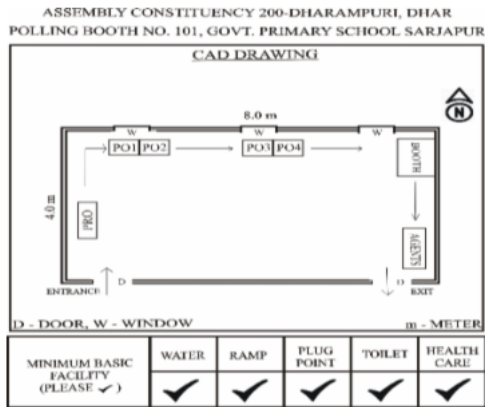 ASSEMBLY CONSTITUENCY 200-DHARAMPURI, DHAR
POLLING BOOTH NO. 101, GOVT. PRIMARY SCHOOL SARJAPUR
CAD DRAWING
8.0 m
N
W W W
PO1 PO2 PO3 PO4
BOOTH
4.0 m
PRO
AGENTS
D D
ENTRANCE EXIT
D - DOOR, W - WINDOW m - METER
MINIMUM BASIC FACILITY (PLEASE ✓) WATER RAMP PLUG POINT TOILET HEALTH CARE
✓ ✓ ✓ ✓ ✓